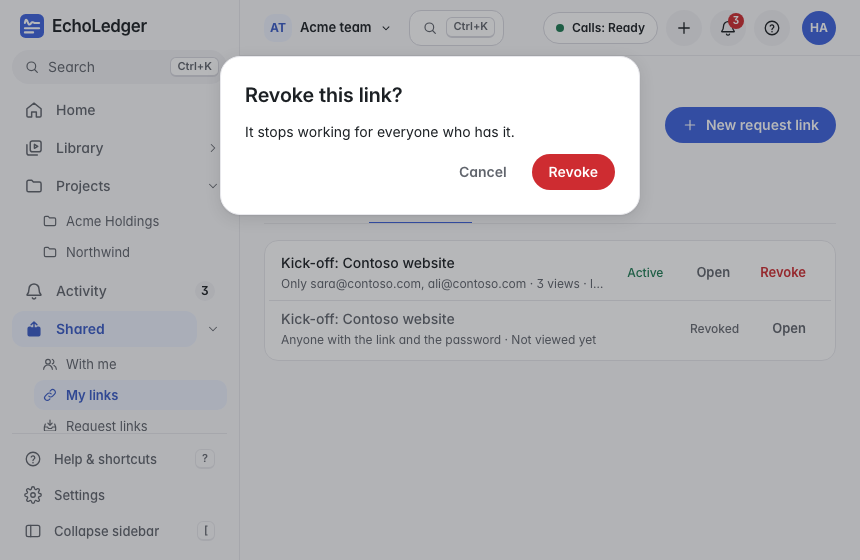 EchoLedger
Search Ctrl+K
Home
Library
Projects
Acme Holdings
Northwind
Activity 3
Shared
With me
My links
Request links
Help & shortcuts ?
Settings
Collapse sidebar [
AT Acme team Ctrl+K Calls: Ready 3 HA
New request link
Revoke this link?
It stops working for everyone who has it.
Cancel Revoke
Kick-off: Contoso website
Only sara@contoso.com, ali@contoso.com · 3 views · l...
Active Open Revoke
Kick-off: Contoso website
Anyone with the link and the password · Not viewed yet
Revoked Open